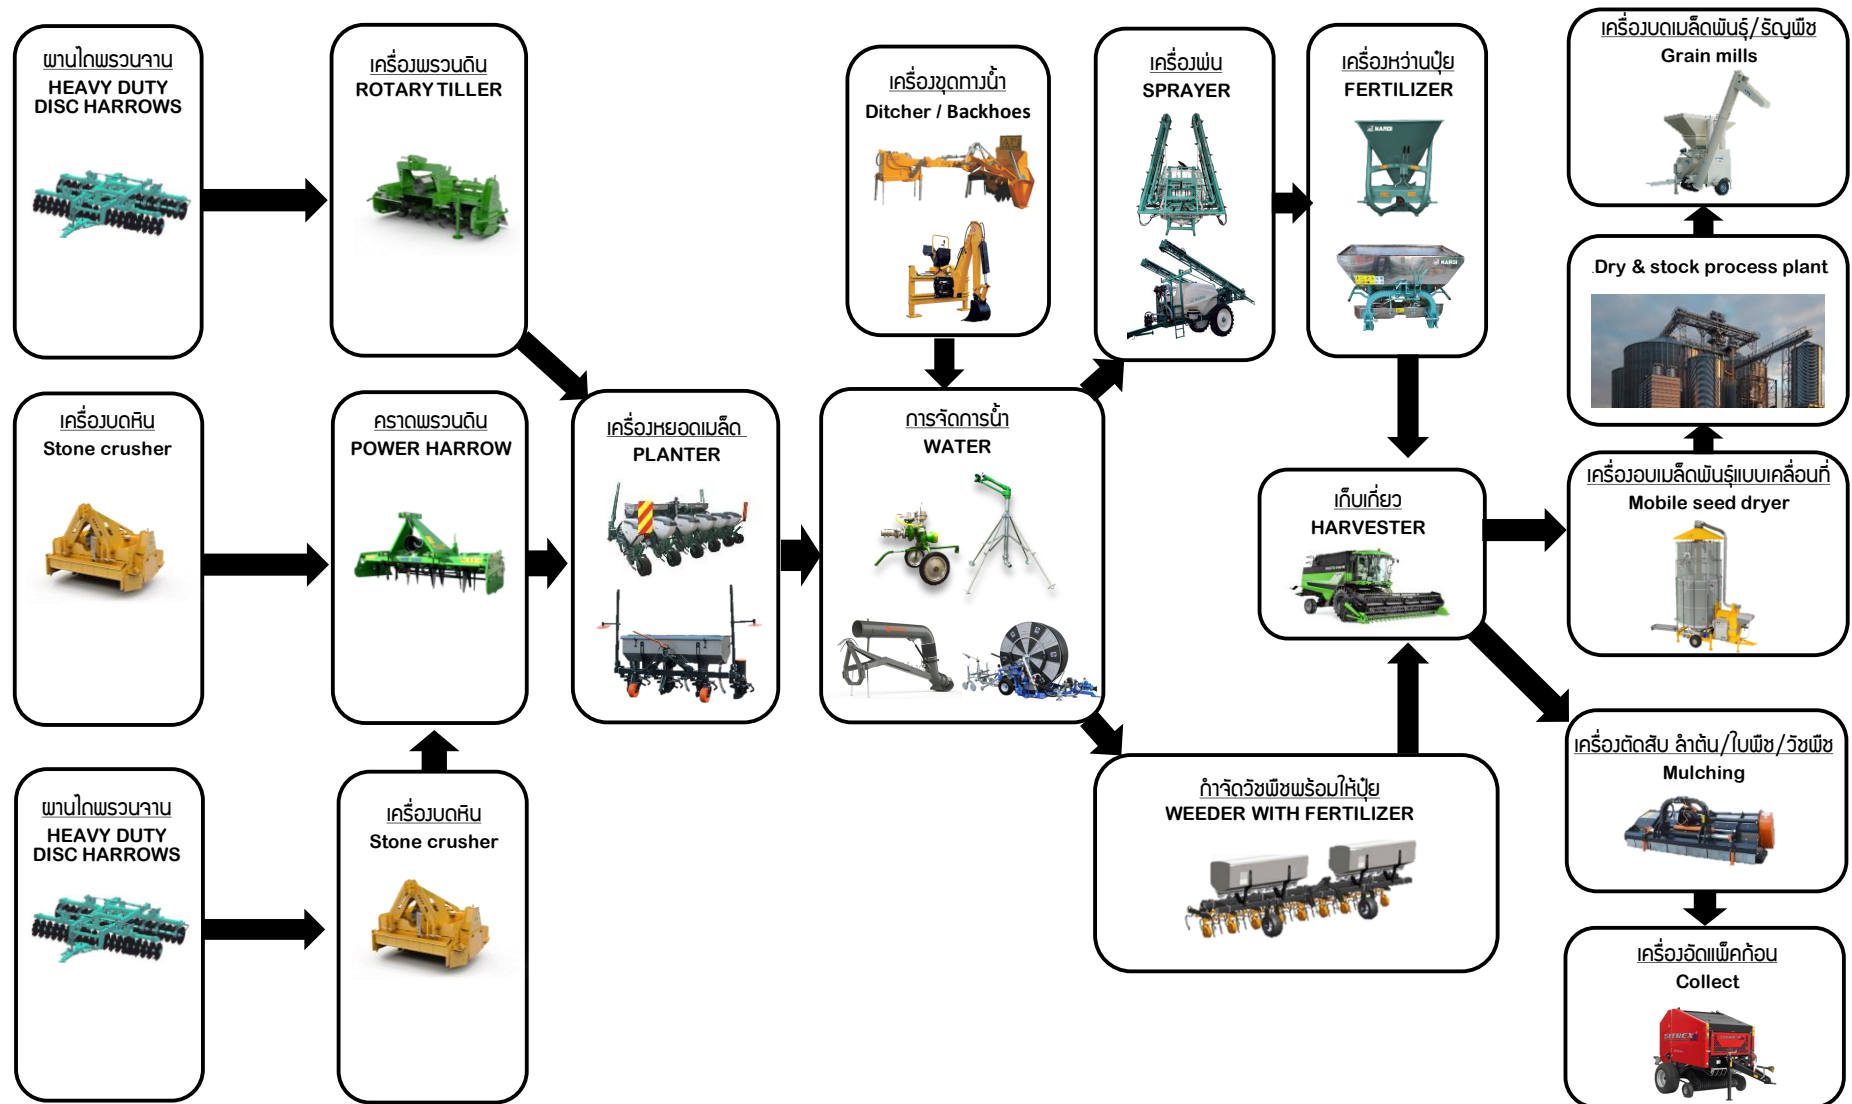 ผานไถพรวนจาน
HEAVY DUTY
DISC HARROWS
เครื่องพรวนดิน
ROTARY TILLER
เครื่องขุดทางน้ำ
Ditcher / Backhoes
เครื่องพ่น
SPRAYER
เครื่องหว่านปุ๋ย
FERTILIZER
NARDI
NARDI
เครื่องบดเมล็ดพันธุ์/ธัญพืช
Grain mills
.Dry & stock process plant
เครื่องบดหิน
Stone crusher
คราดพรวนดิน
POWER HARROW
เครื่องหยอดเมล็ด
PLANTER
การจัดการน้ำ
WATER
เก็บเกี่ยว
HARVESTER
เครื่องอบเมล็ดพันธุ์แบบเคลื่อนที่
Mobile seed dryer
ผานไถพรวนจาน
HEAVY DUTY
DISC HARROWS
เครื่องบดหิน
Stone crusher
กำจัดวัชพืชพร้อมให้ปุ๋ย
WEEDER WITH FERTILIZER
เครื่องตัดสับ ลำต้น/ใบพืช/วัชพืช
Mulching
เครื่องอัดแพ็คก้อน
Collect
SITREX